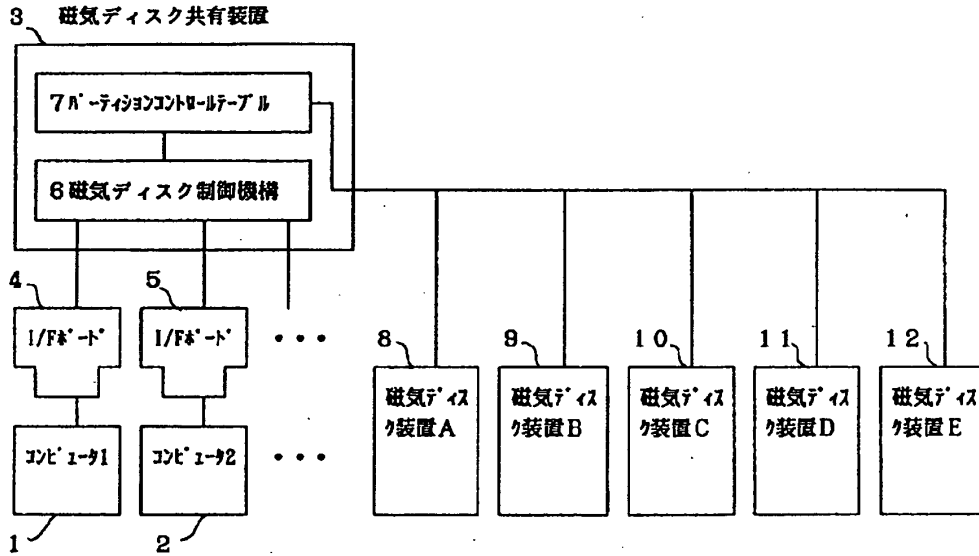 3 磁気ディスク共有装置
7 パーティションコントロールテーブル
6 磁気ディスク制御機構
4
5
I/Fボード
I/Fボード
・・・
8
9
10
11
12
磁気ディス
ク装置A
磁気ディス
ク装置B
磁気ディス
ク装置C
磁気ディス
ク装置D
磁気ディス
ク装置E
コンピュータ1
コンピュータ2
・・・
1
2